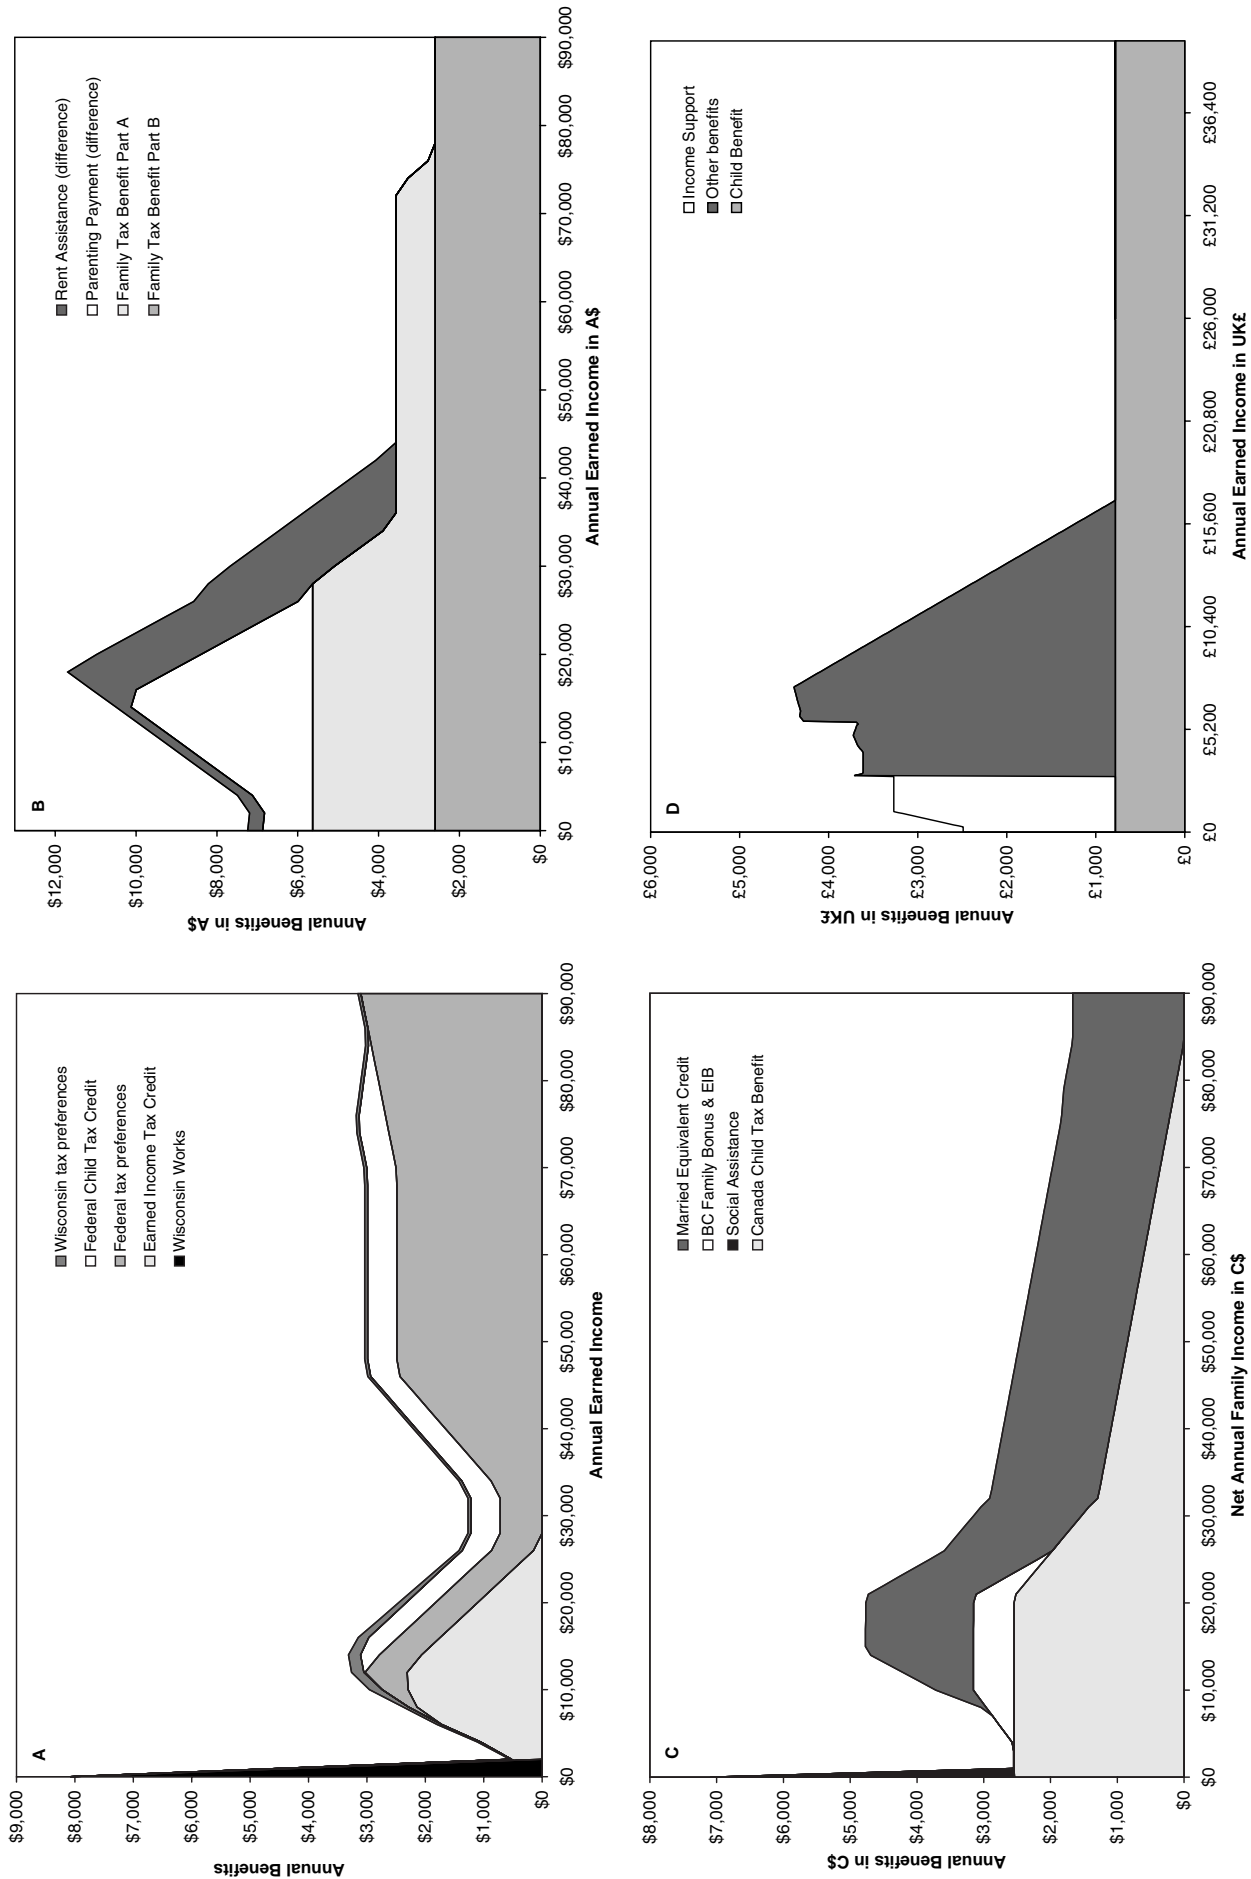 A
$9,000
$8,000
$7,000
$6,000
$5,000
$4,000
$3,000
$2,000
$1,000
$0
Annual Benefits
Wisconsin tax preferences
Federal Child Tax Credit
Federal tax preferences
Earned Income Tax Credit
Wisconsin Works
$0
$10,000
$20,000
$30,000
$40,000
$50,000
$60,000
$70,000
$80,000
$90,000
Annual Earned Income
B
$12,000
$10,000
$8,000
$6,000
$4,000
$2,000
$0
Annual Benefits in A$
Rent Assistance (difference)
Parenting Payment (difference)
Family Tax Benefit Part A
Family Tax Benefit Part B
$0
$10,000
$20,000
$30,000
$40,000
$50,000
$60,000
$70,000
$80,000
$90,000
Annual Earned Income in A$
C
$8,000
$7,000
$6,000
$5,000
$4,000
$3,000
$2,000
$1,000
$0
Annual Benefits in C$
Married Equivalent Credit
BC Family Bonus & EIB
Social Assistance
Canada Child Tax Benefit
$0
$10,000
$20,000
$30,000
$40,000
$50,000
$60,000
$70,000
$80,000
$90,000
Net Annual Family Income in C$
D
£6,000
£5,000
£4,000
£3,000
£2,000
£1,000
£0
Annual Benefits in UK£
Income Support
Other benefits
Child Benefit
£0
£5,200
£10,400
£15,600
£20,800
£26,000
£31,200
£36,400
Annual Earned Income in UK£